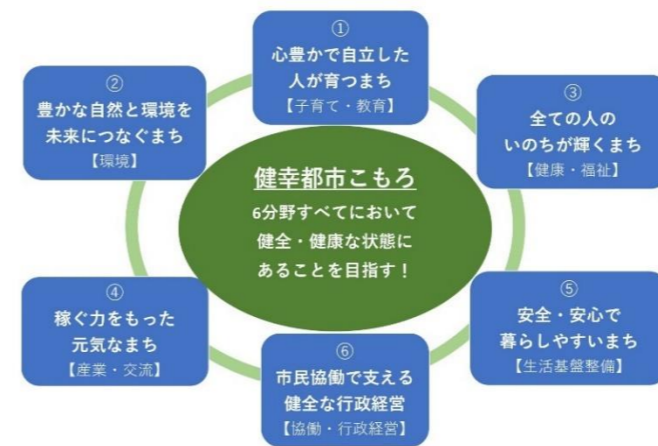 ①
心豊かで自立した
人が育つまち
【子育て・教育】
②
豊かな自然と環境を
未来につなぐまち
【環境】
③
全ての人の
いのちが輝くまち
【健康・福祉】
健幸都市こもろ
6分野すべてにおいて
健全・健康な状態に
あることを目指す！
④
稼ぐ力をもった
元気なまち
【産業・交流】
⑤
安全・安心で
暮らしやすいまち
【生活基盤整備】
⑥
市民協働で支える
健全な行政経営
【協働・行政経営】